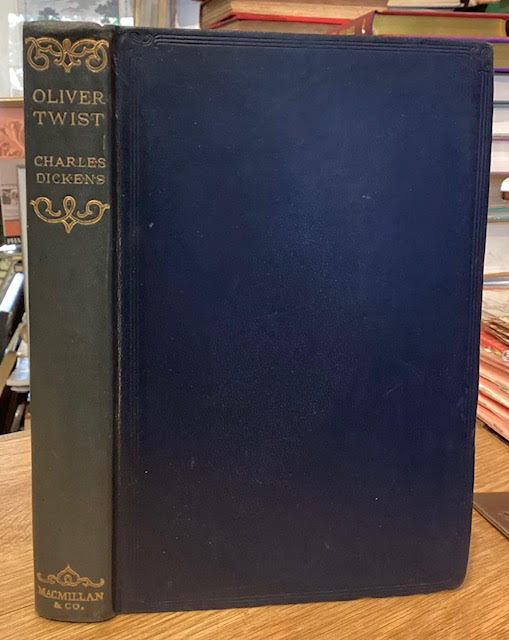 OLIVER
TWIST
CHARLES
DICKENS
MACMILLAN
& CO.